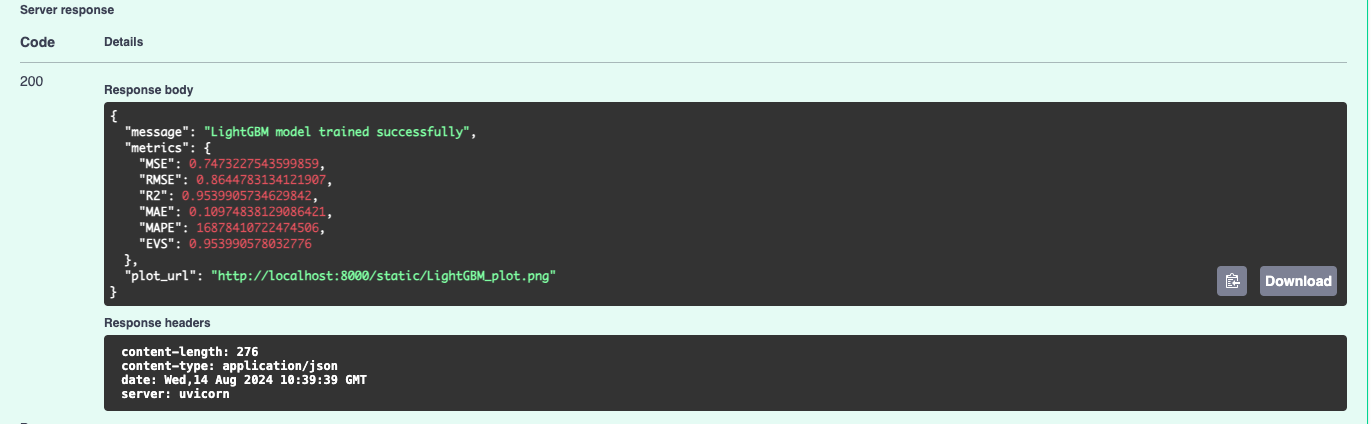 Server response
Code Details
200
Response body
{
"message": "LightGBM model trained successfully",
"metrics": {
"MSE": 0.7473227543599859,
"RMSE": 0.8644783134121907,
"R2": 0.9539905734629842,
"MAE": 0.10974838129086421,
"MAPE": 16878410722474506,
"EVS": 0.953990578032776
},
"plot_url": "http://localhost:8000/static/LightGBM_plot.png"
}
Download
Response headers
content-length: 276
content-type: application/json
date: Wed,14 Aug 2024 10:39:39 GMT
server: uvicorn